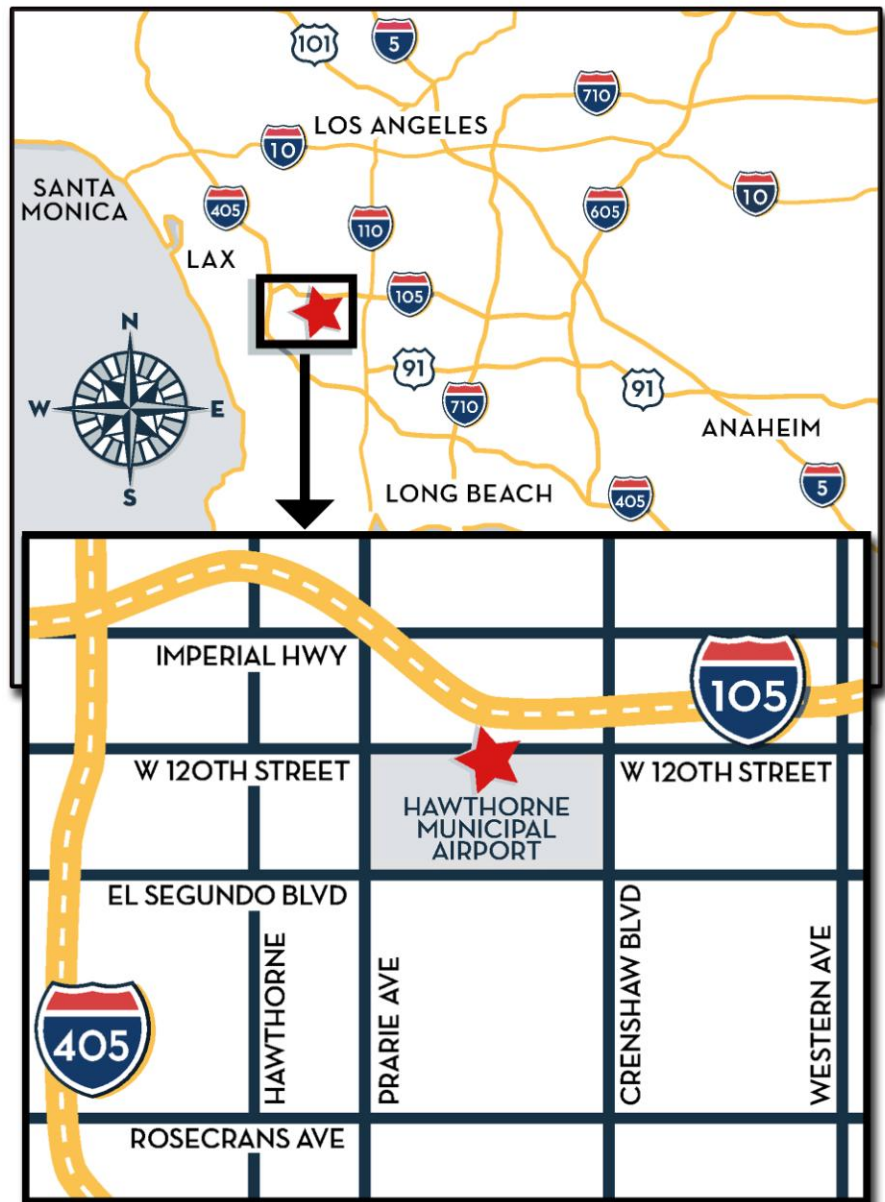 101
5
710
LOS ANGELES
10
SANTA
MONICA
405
605
10
110
LAX
105
N
91
W
E
710
91
ANAHEIM
S
LONG BEACH
405
5
IMPERIAL HWY
105
W 120TH STREET
W 120TH STREET
HAWTHORNE
MUNICIPAL
AIRPORT
EL SEGUNDO BLVD
HAWTHORNE
PRARIE AVE
CRENSHAW BLVD
WESTERN AVE
405
ROSECRANS AVE